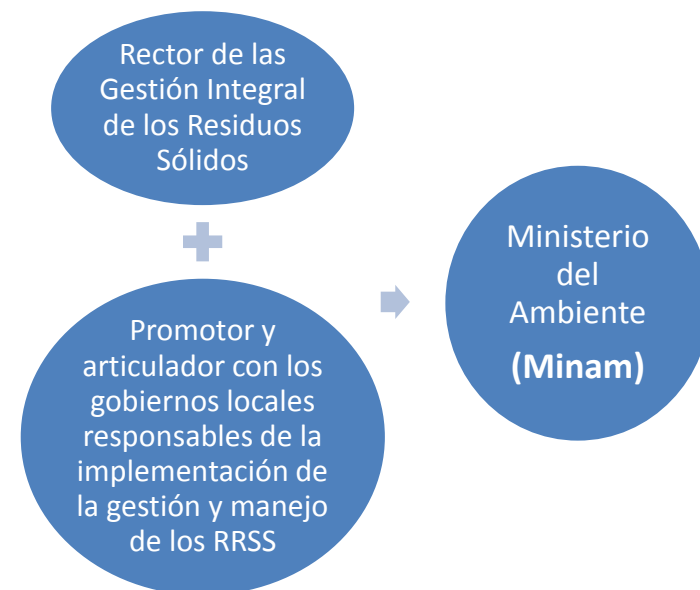 Rector de las
Gestión Integral
de los Residuos
Sólidos
Promotor y
articulador con los
gobiernos locales
responsables de la
implementación de
la gestión y manejo
de los RRSS
Ministerio
del
Ambiente
(Minam)